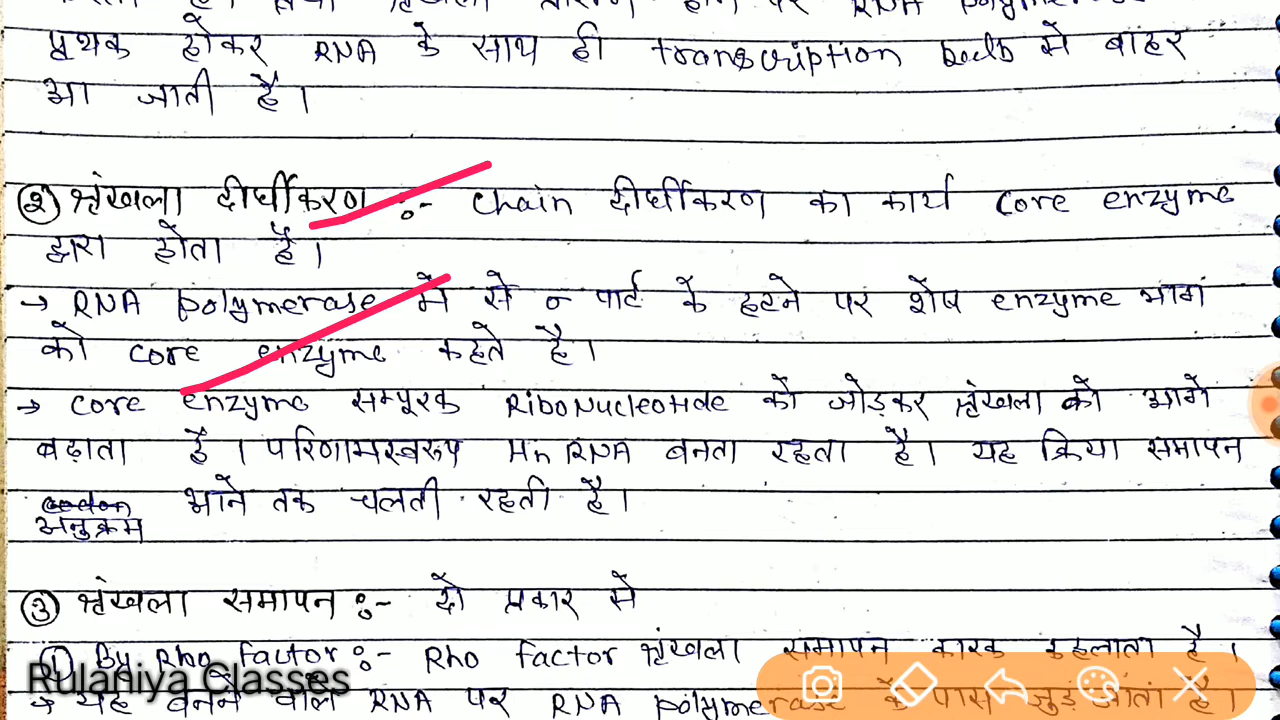 पृथक होकर RNA के साथ ही transcription bulb से बाहर
आ जाती है।
② श्रृंखला दीर्घीकरण :- chain दीर्घीकरण का कार्य core enzyme
द्वारा होता है।
→ RNA polymerase में से σ पार्ट के हटने पर शेष enzyme भाग
को core enzyme कहते है।
→ core enzyme सम्पूरक RiboNucleotide को जोड़कर श्रृंखला को आगे
बढ़ाता है। परिणामस्वरूप HnRNA बनता रहता है। यह क्रिया समापन
codon आने तक चलती रहती है।
अनुक्रम
③ श्रृंखला समापन :- दो प्रकार से
By Rho factor :- Rho factor श्रृंखला समापन कारक कहलाता है।
Rulaniya Classes
→ यह बनने वाले RNA पर RNA polymerase के पास जुड़ जाता है।